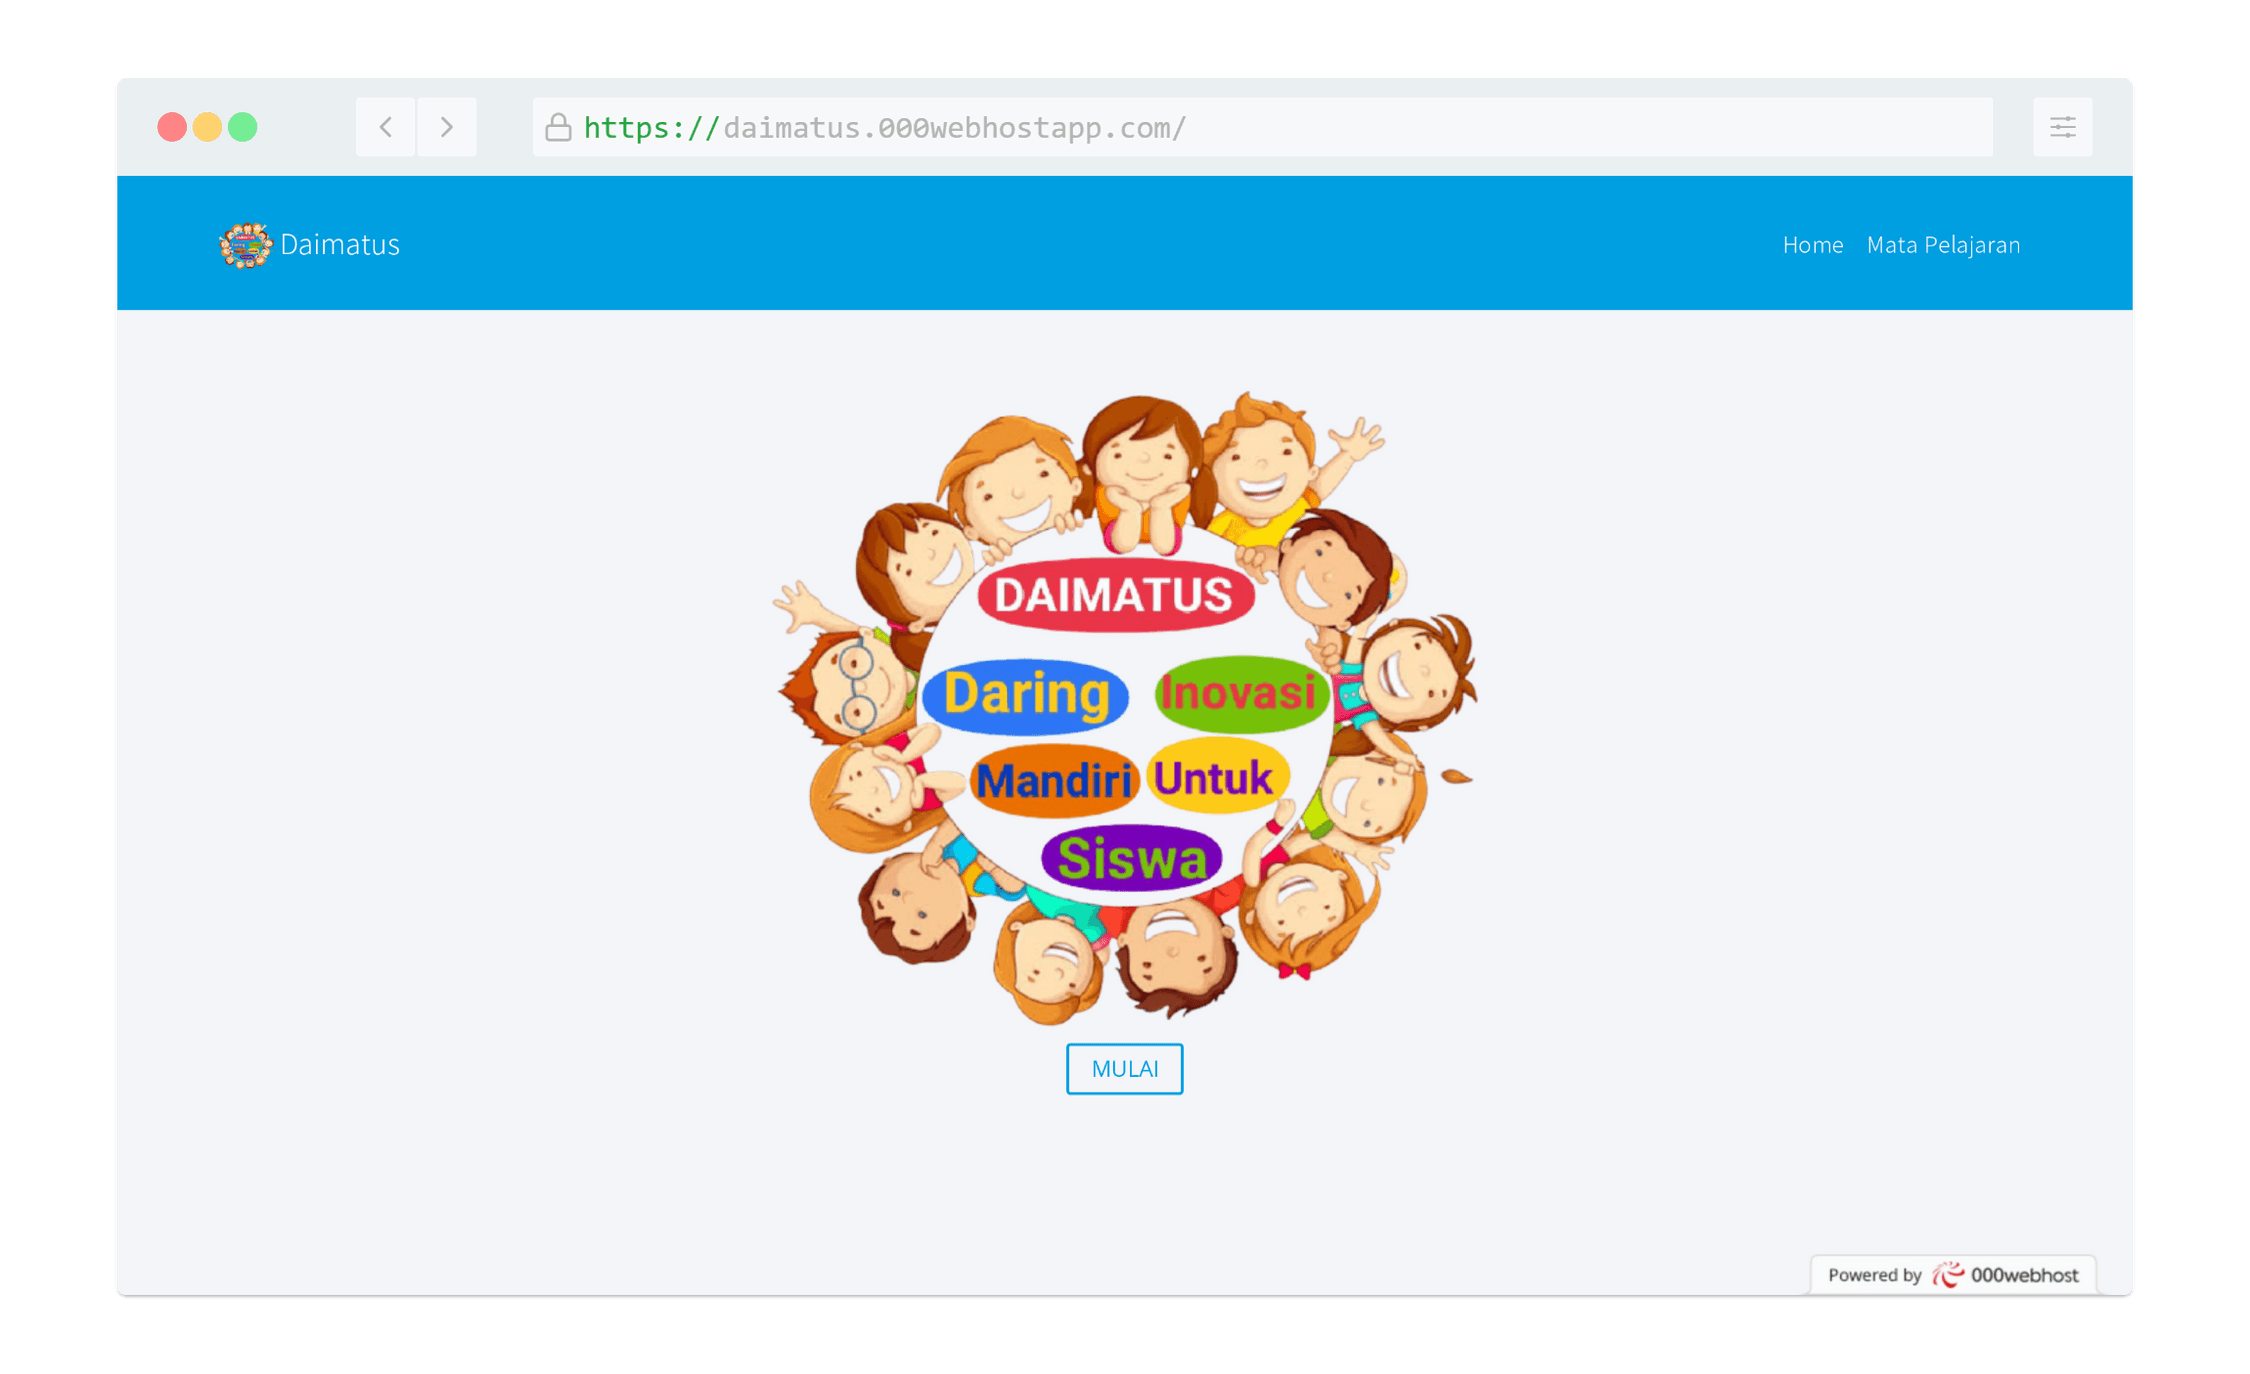 https://daimatus.000webhostapp.com/
Daimatus
Home Mata Pelajaran
DAIMATUS
Daring Inovasi
Mandiri Untuk
Siswa
MULAI
Powered by 000webhost